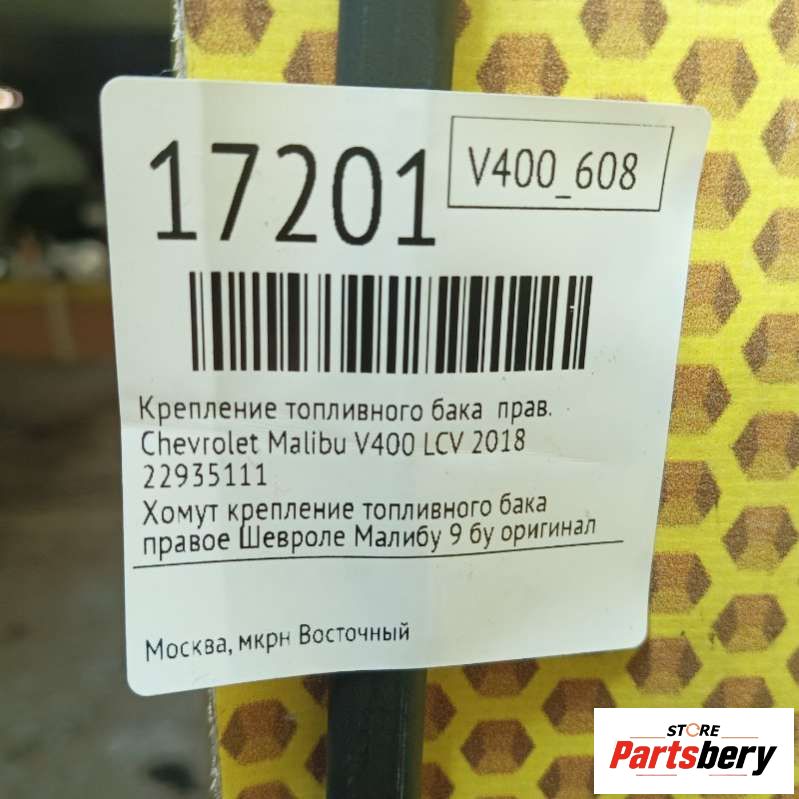 17201
V400_608
Крепление топливного бака прав.
Chevrolet Malibu V400 LCV 2018
22935111
Хомут крепление топливного бака
правое Шевроле Малибу 9 бу оригинал
Москва, мкрн Восточный
STORE
Partsbery